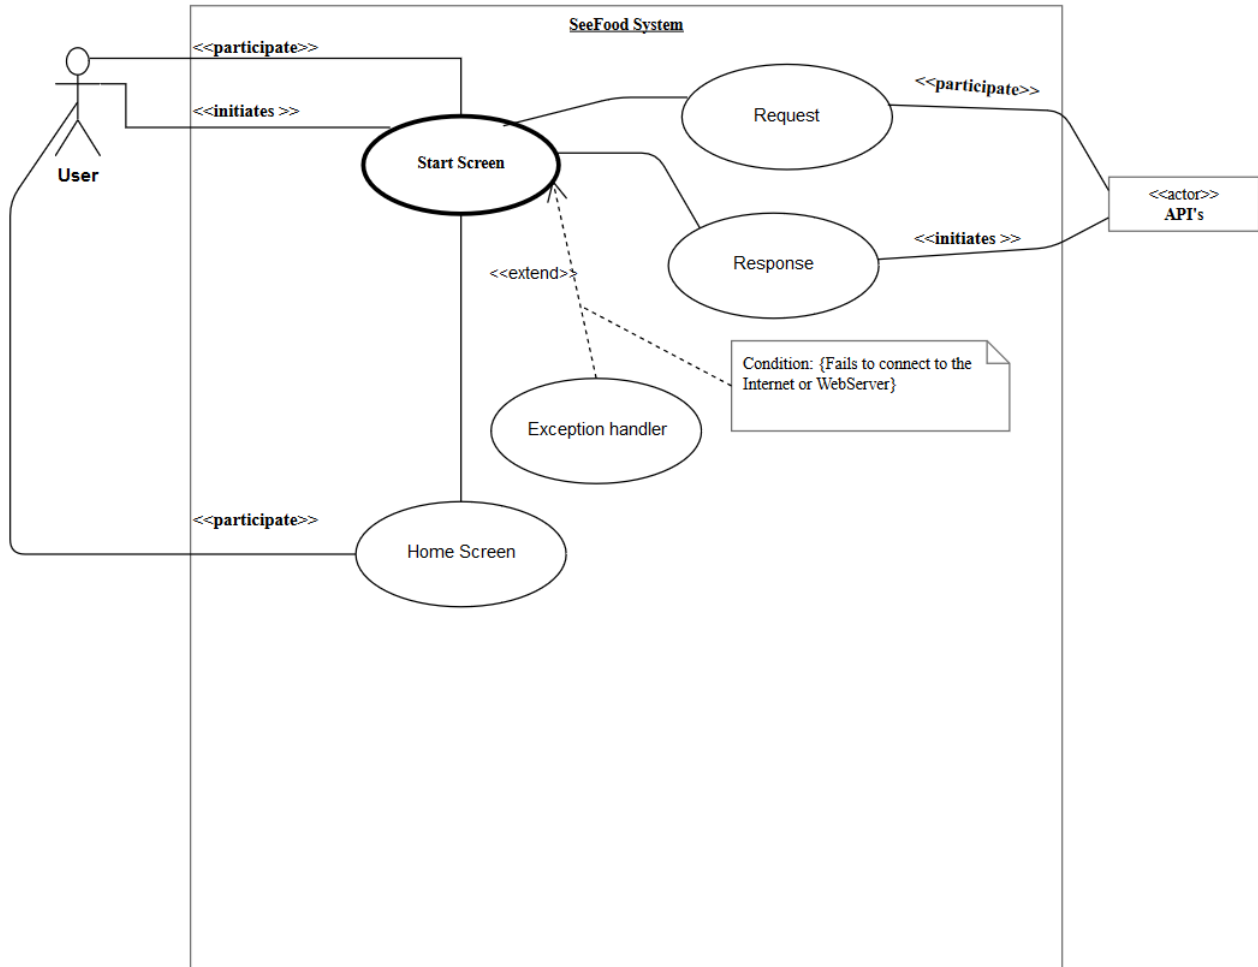 SeeFood System
<<participate>>
<<participate>>
<<initiates >>
Request
Start Screen
User
<<actor>>
API's
<<initiates >>
Response
<<extend>>
Condition: {Fails to connect to the
Internet or WebServer}
Exception handler
<<participate>>
Home Screen